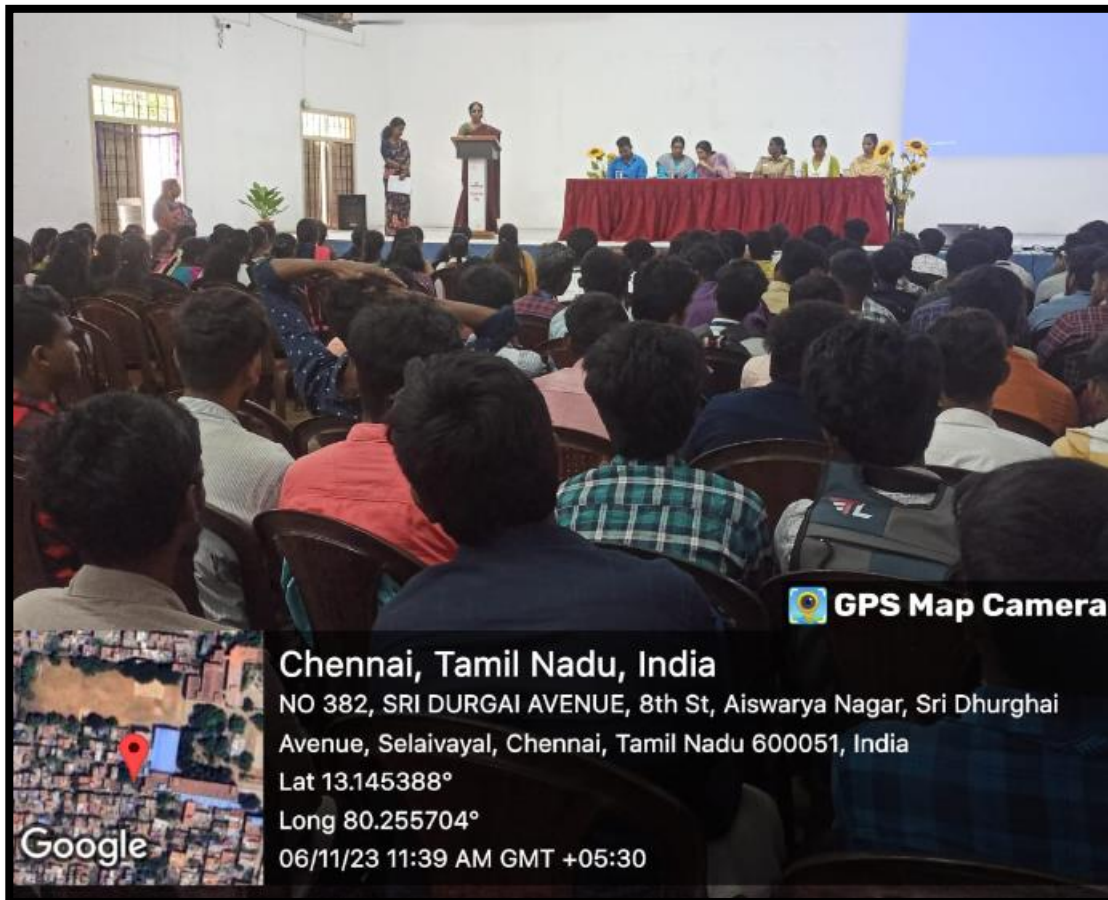 GPS Map Camera
Chennai, Tamil Nadu, India
NO 382, SRI DURGAI AVENUE, 8th St, Aiswarya Nagar, Sri Dhurghai
Avenue, Selaivayal, Chennai, Tamil Nadu 600051, India
Lat 13.145388°
Long 80.255704°
06/11/23 11:39 AM GMT +05:30
Google